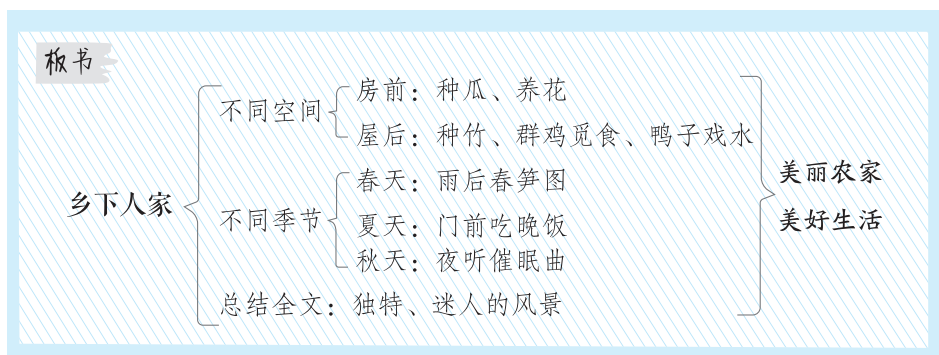 板书
房前：种瓜、养花
不同空间
屋后：种竹、群鸡觅食、鸭子戏水
春天：雨后春笋图
美丽农家
乡下人家
不同季节
夏天：门前吃晚饭
美好生活
秋天：夜听催眠曲
总结全文：独特、迷人的风景